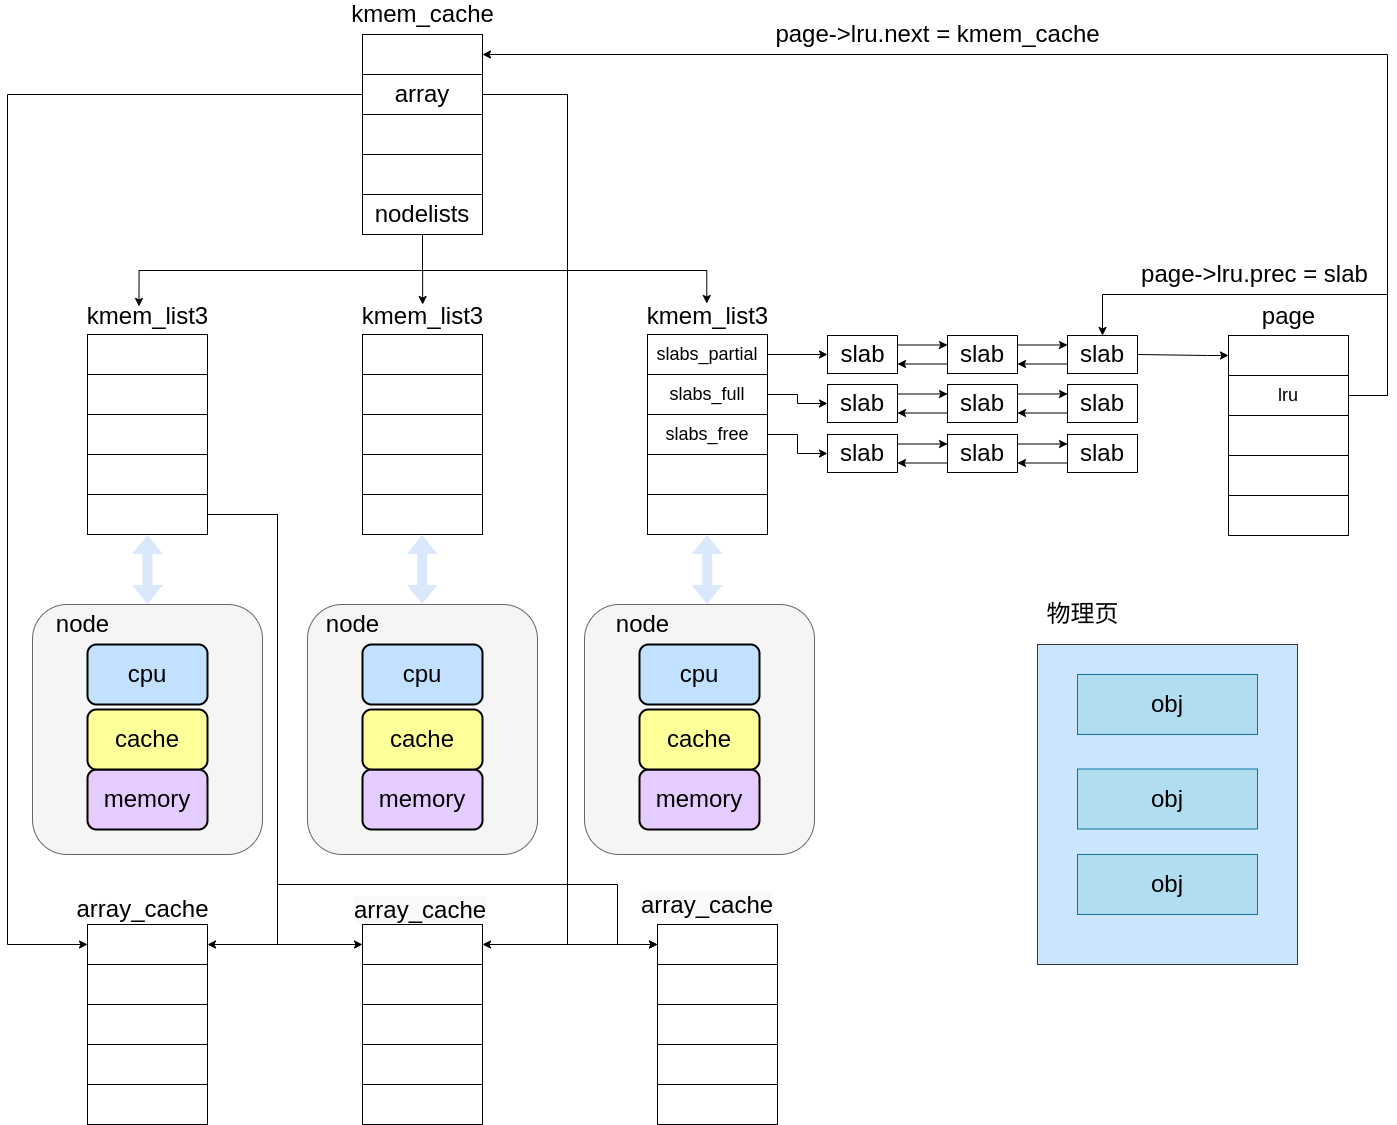 kmem_cache
page->lru.next = kmem_cache
array
nodelists
page->lru.prec = slab
kmem_list3
kmem_list3
kmem_list3
page
slabs_partial
slab
slab
slab
slabs_full
slab
slab
slab
lru
slabs_free
slab
slab
slab
node
node
node
物理页
cpu
cpu
cpu
obj
cache
cache
cache
memory
memory
memory
obj
obj
array_cache
array_cache
array_cache